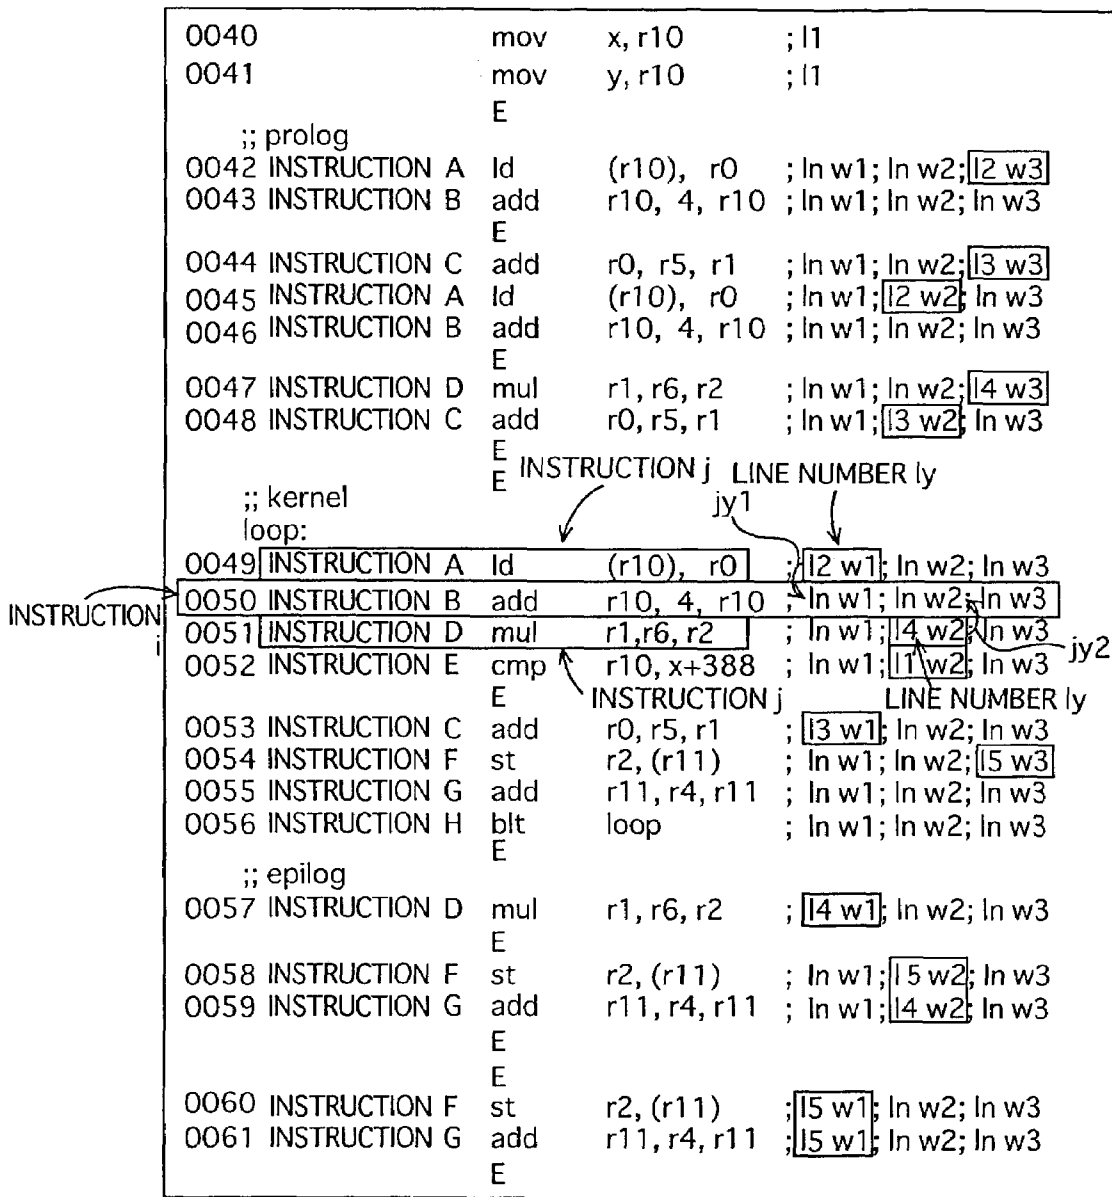 0040 mov x, r10 ; l1
0041 mov y, r10 ; l1
E
;; prolog
0042 INSTRUCTION A ld (r10), r0 ; ln w1; ln w2; l2 w3
0043 INSTRUCTION B add r10, 4, r10 ; ln w1; ln w2; ln w3
E
0044 INSTRUCTION C add r0, r5, r1 ; ln w1; ln w2; l3 w3
0045 INSTRUCTION A ld (r10), r0 ; ln w1; l2 w2; ln w3
0046 INSTRUCTION B add r10, 4, r10 ; ln w1; ln w2; ln w3
E
0047 INSTRUCTION D mul r1, r6, r2 ; ln w1; ln w2; l4 w3
0048 INSTRUCTION C add r0, r5, r1 ; ln w1; l3 w2; ln w3
E
E INSTRUCTION j LINE NUMBER ly
;; kernel jy1
loop:
0049 INSTRUCTION A ld (r10), r0 ; l2 w1; ln w2; ln w3
INSTRUCTION i 0050 INSTRUCTION B add r10, 4, r10 ; ln w1; ln w2; ln w3
0051 INSTRUCTION D mul r1,r6, r2 ; ln w1; l4 w2; ln w3 jy2
0052 INSTRUCTION E cmp r10, x+388 ; ln w1; l1 w2; ln w3
E INSTRUCTION j LINE NUMBER ly
0053 INSTRUCTION C add r0, r5, r1 ; l3 w1; ln w2; ln w3
0054 INSTRUCTION F st r2, (r11) ; ln w1; ln w2; l5 w3
0055 INSTRUCTION G add r11, r4, r11 ; ln w1; ln w2; ln w3
0056 INSTRUCTION H blt loop ; ln w1; ln w2; ln w3
E
;; epilog
0057 INSTRUCTION D mul r1, r6, r2 ; l4 w1; ln w2; ln w3
E
0058 INSTRUCTION F st r2, (r11) ; ln w1; l5 w2; ln w3
0059 INSTRUCTION G add r11, r4, r11 ; ln w1; l4 w2; ln w3
E
E
0060 INSTRUCTION F st r2, (r11) ; l5 w1; ln w2; ln w3
0061 INSTRUCTION G add r11, r4, r11 ; l5 w1; ln w2; ln w3
E